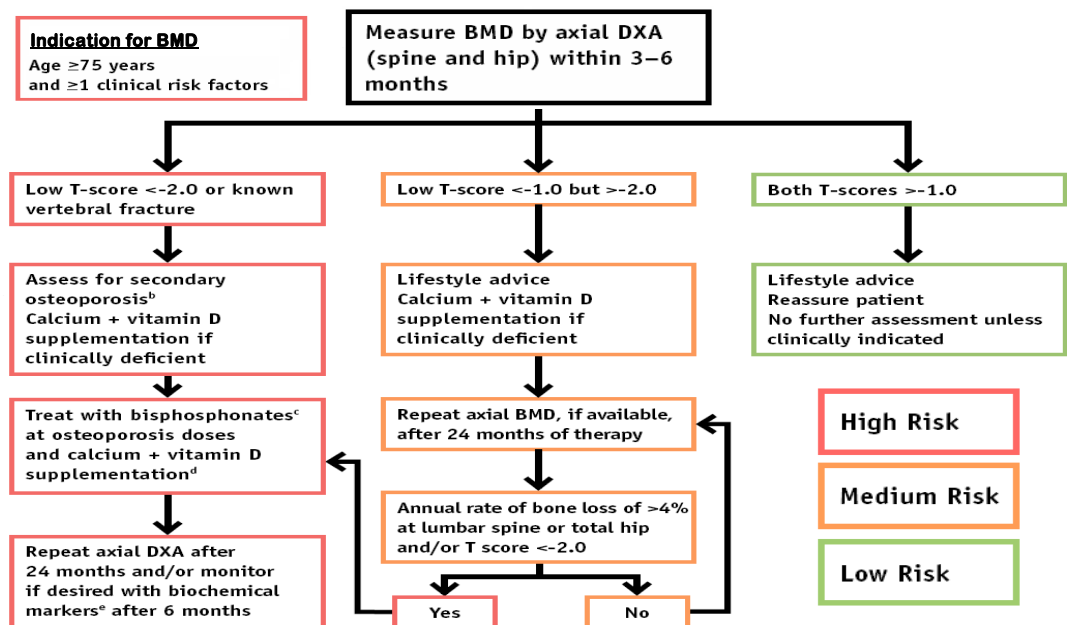 Indication for BMD
Age ≥75 years
and ≥1 clinical risk factors
Measure BMD by axial DXA
(spine and hip) within 3–6
months
Low T-score <-2.0 or known
vertebral fracture
Low T-score <-1.0 but >-2.0
Both T-scores >-1.0
Assess for secondary
osteoporosisᵇ
Calcium + vitamin D
supplementation if
clinically deficient
Lifestyle advice
Calcium + vitamin D
supplementation if
clinically deficient
Lifestyle advice
Reassure patient
No further assessment unless
clinically indicated
Treat with bisphosphonatesᶜ
at osteoporosis doses
and calcium + vitamin D
supplementationᵈ
Repeat axial BMD, if available,
after 24 months of therapy
Annual rate of bone loss of >4%
at lumbar spine or total hip
and/or T score <-2.0
Repeat axial DXA after
24 months and/or monitor
if desired with biochemical
markersᵉ after 6 months
Yes
No
High Risk
Medium Risk
Low Risk